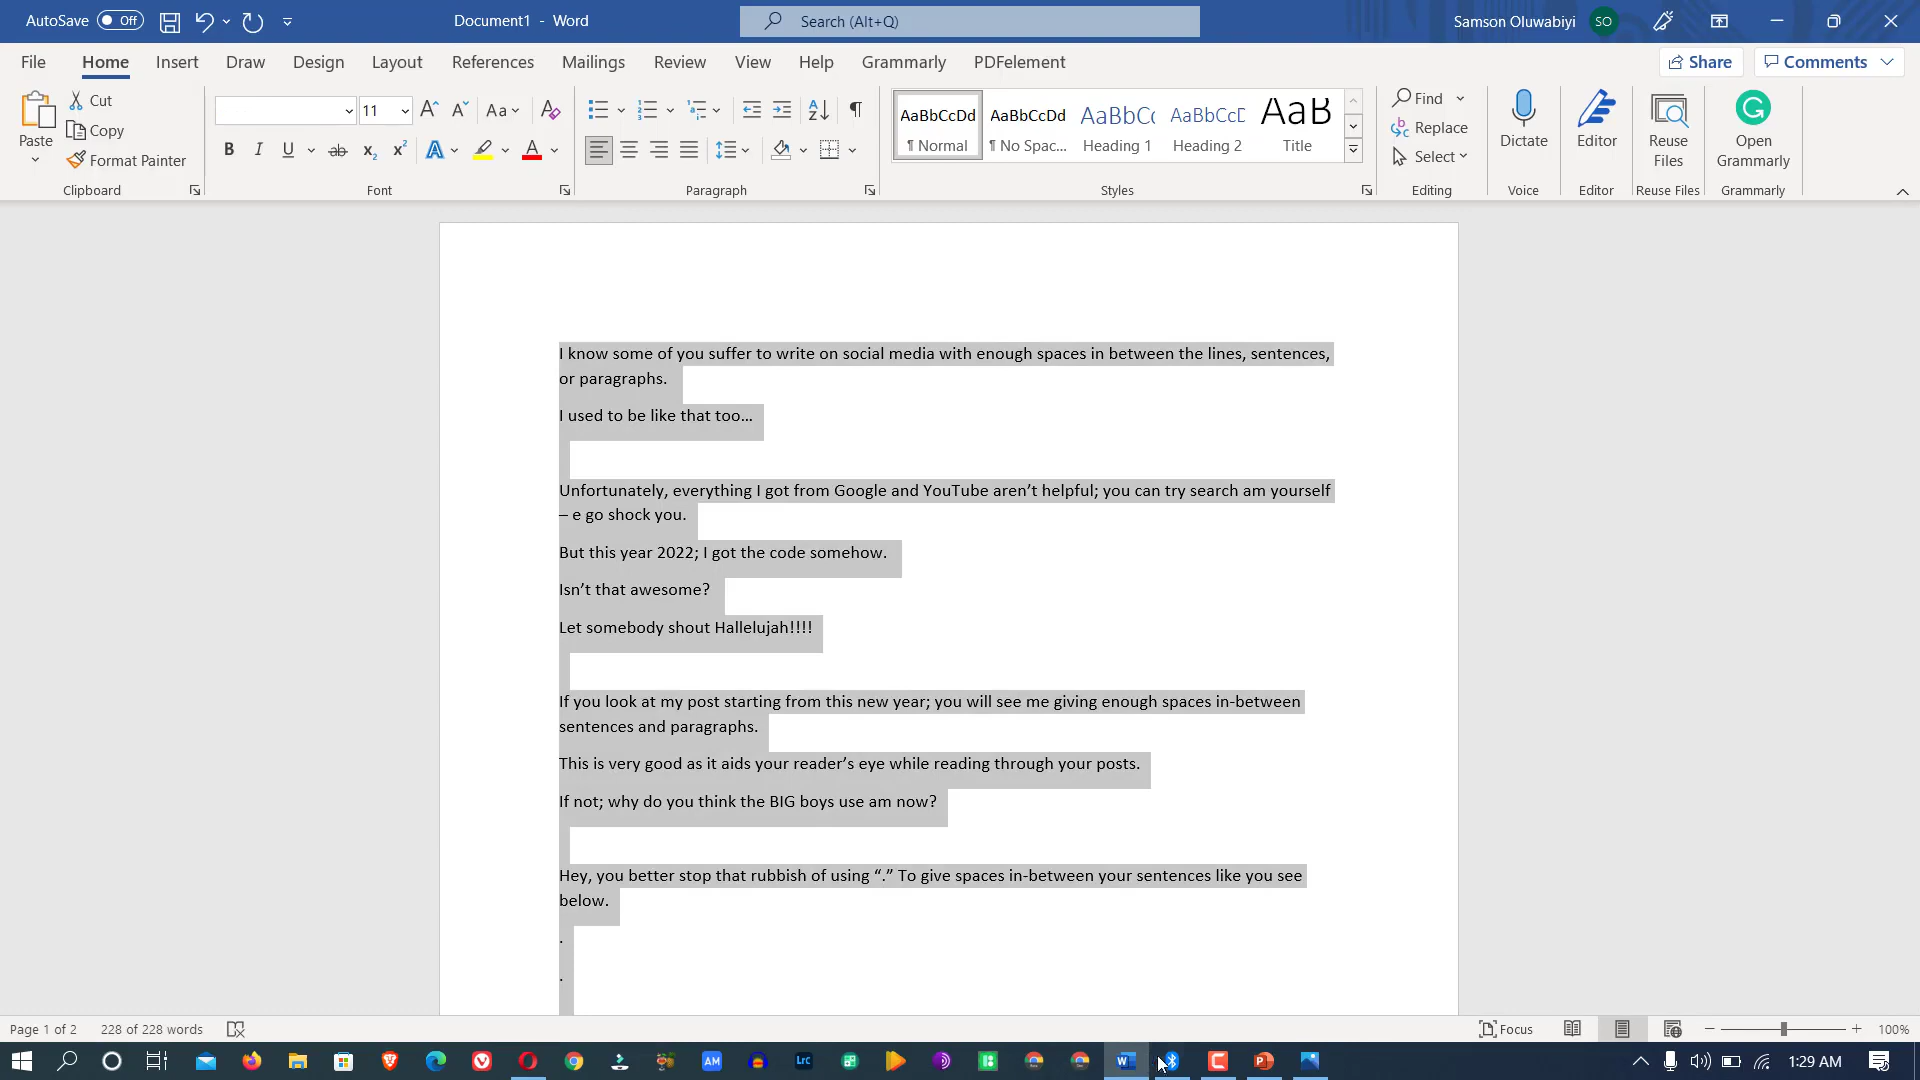 AutoSave Off Document1 - Word Search (Alt+Q) Samson Oluwabiyi SO
File Home Insert Draw Design Layout References Mailings Review View Help Grammarly PDFelement Share Comments
Paste Cut Copy Format Painter
11 A A Aa A
B I U ab x₂ x² A A
AaBbCcDd AaBbCcDd AaBbCc AaBbCcD AaB
¶ Normal ¶ No Spac... Heading 1 Heading 2 Title
Find Replace Select
Dictate Editor Reuse Files Open Grammarly
Clipboard Font Paragraph Styles Editing Voice Editor Reuse Files Grammarly
I know some of you suffer to write on social media with enough spaces in between the lines, sentences,
or paragraphs.
I used to be like that too...
Unfortunately, everything I got from Google and YouTube aren’t helpful; you can try search am yourself
– e go shock you.
But this year 2022; I got the code somehow.
Isn’t that awesome?
Let somebody shout Hallelujah!!!!
If you look at my post starting from this new year; you will see me giving enough spaces in-between
sentences and paragraphs.
This is very good as it aids your reader’s eye while reading through your posts.
If not; why do you think the BIG boys use am now?
Hey, you better stop that rubbish of using “.” To give spaces in-between your sentences like you see
below.
.
.
Page 1 of 2 228 of 228 words Focus 100%
AM Lrc W P 1:29 AM